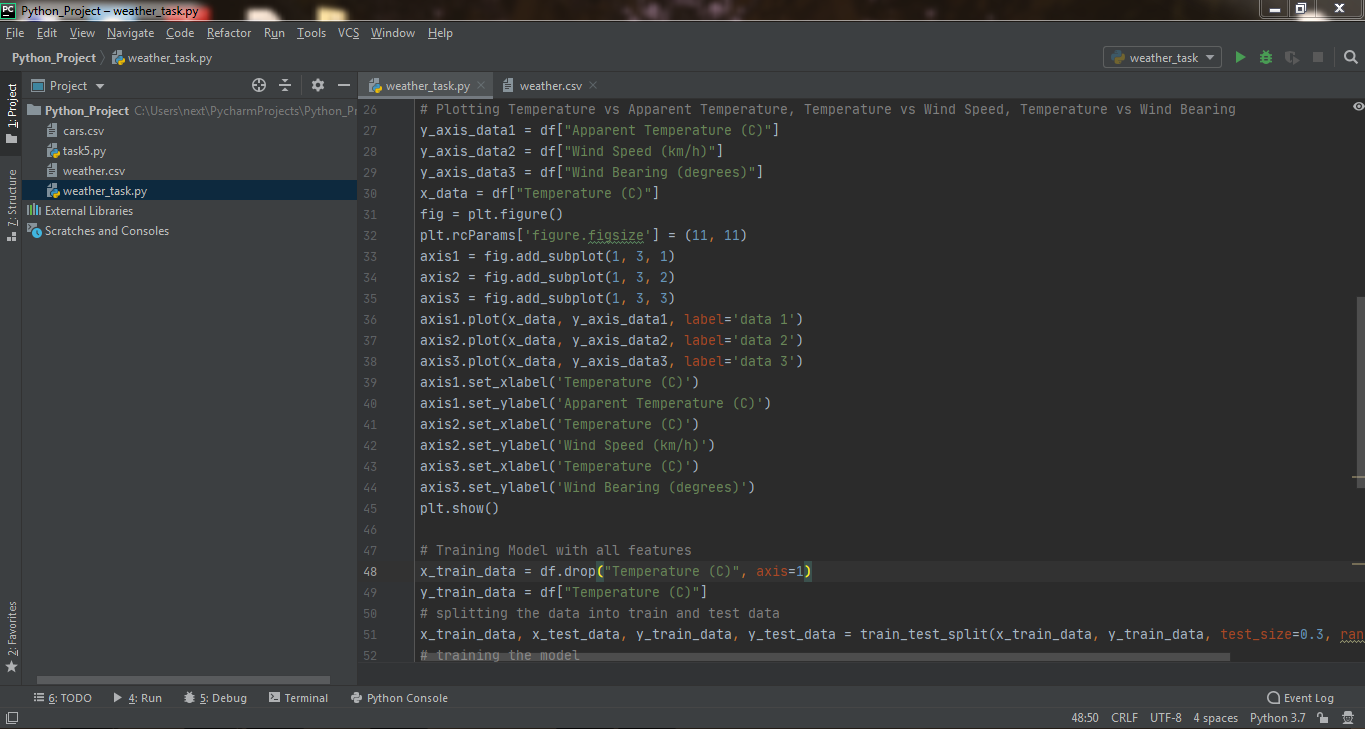 PC Python_Project – weather_task.py
File Edit View Navigate Code Refactor Run Tools VCS Window Help
Python_Project weather_task.py weather_task
1: Project
Project
weather_task.py weather.csv
Python_Project C:\Users\next\PycharmProjects\Python_Pr
cars.csv
task5.py
weather.csv
weather_task.py
External Libraries
Scratches and Consoles
7: Structure
2: Favorites
26 # Plotting Temperature vs Apparent Temperature, Temperature vs Wind Speed, Temperature vs Wind Bearing
27 y_axis_data1 = df["Apparent Temperature (C)"]
28 y_axis_data2 = df["Wind Speed (km/h)"]
29 y_axis_data3 = df["Wind Bearing (degrees)"]
30 x_data = df["Temperature (C)"]
31 fig = plt.figure()
32 plt.rcParams['figure.figsize'] = (11, 11)
33 axis1 = fig.add_subplot(1, 3, 1)
34 axis2 = fig.add_subplot(1, 3, 2)
35 axis3 = fig.add_subplot(1, 3, 3)
36 axis1.plot(x_data, y_axis_data1, label='data 1')
37 axis2.plot(x_data, y_axis_data2, label='data 2')
38 axis3.plot(x_data, y_axis_data3, label='data 3')
39 axis1.set_xlabel('Temperature (C)')
40 axis1.set_ylabel('Apparent Temperature (C)')
41 axis2.set_xlabel('Temperature (C)')
42 axis2.set_ylabel('Wind Speed (km/h)')
43 axis3.set_xlabel('Temperature (C)')
44 axis3.set_ylabel('Wind Bearing (degrees)')
45 plt.show()
46
47 # Training Model with all features
48 x_train_data = df.drop("Temperature (C)", axis=1)
49 y_train_data = df["Temperature (C)"]
50 # splitting the data into train and test data
51 x_train_data, x_test_data, y_train_data, y_test_data = train_test_split(x_train_data, y_train_data, test_size=0.3, ran
52 # training the model
6: TODO 4: Run 5: Debug Terminal Python Console Event Log
48:50 CRLF UTF-8 4 spaces Python 3.7